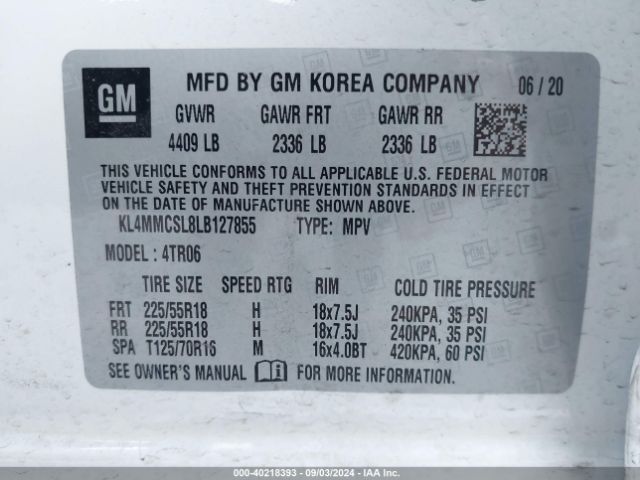 GM
MFD BY GM KOREA COMPANY 06 / 20
GVWR GAWR FRT GAWR RR
4409 LB 2336 LB 2336 LB
THIS VEHICLE CONFORMS TO ALL APPLICABLE U.S. FEDERAL MOTOR
VEHICLE SAFETY AND THEFT PREVENTION STANDARDS IN EFFECT
ON THE DATE OF MANUFACTURE SHOWN ABOVE.
KL4MMCSL8LB127855 TYPE: MPV
MODEL : 4TR06
TIRE SIZE SPEED RTG RIM COLD TIRE PRESSURE
FRT 225/55R18 H 18x7.5J 240KPA, 35 PSI
RR 225/55R18 H 18x7.5J 240KPA, 35 PSI
SPA T125/70R16 M 16x4.0BT 420KPA, 60 PSI
SEE OWNER'S MANUAL FOR MORE INFORMATION.
000-40218393 - 09/03/2024 - IAA Inc.